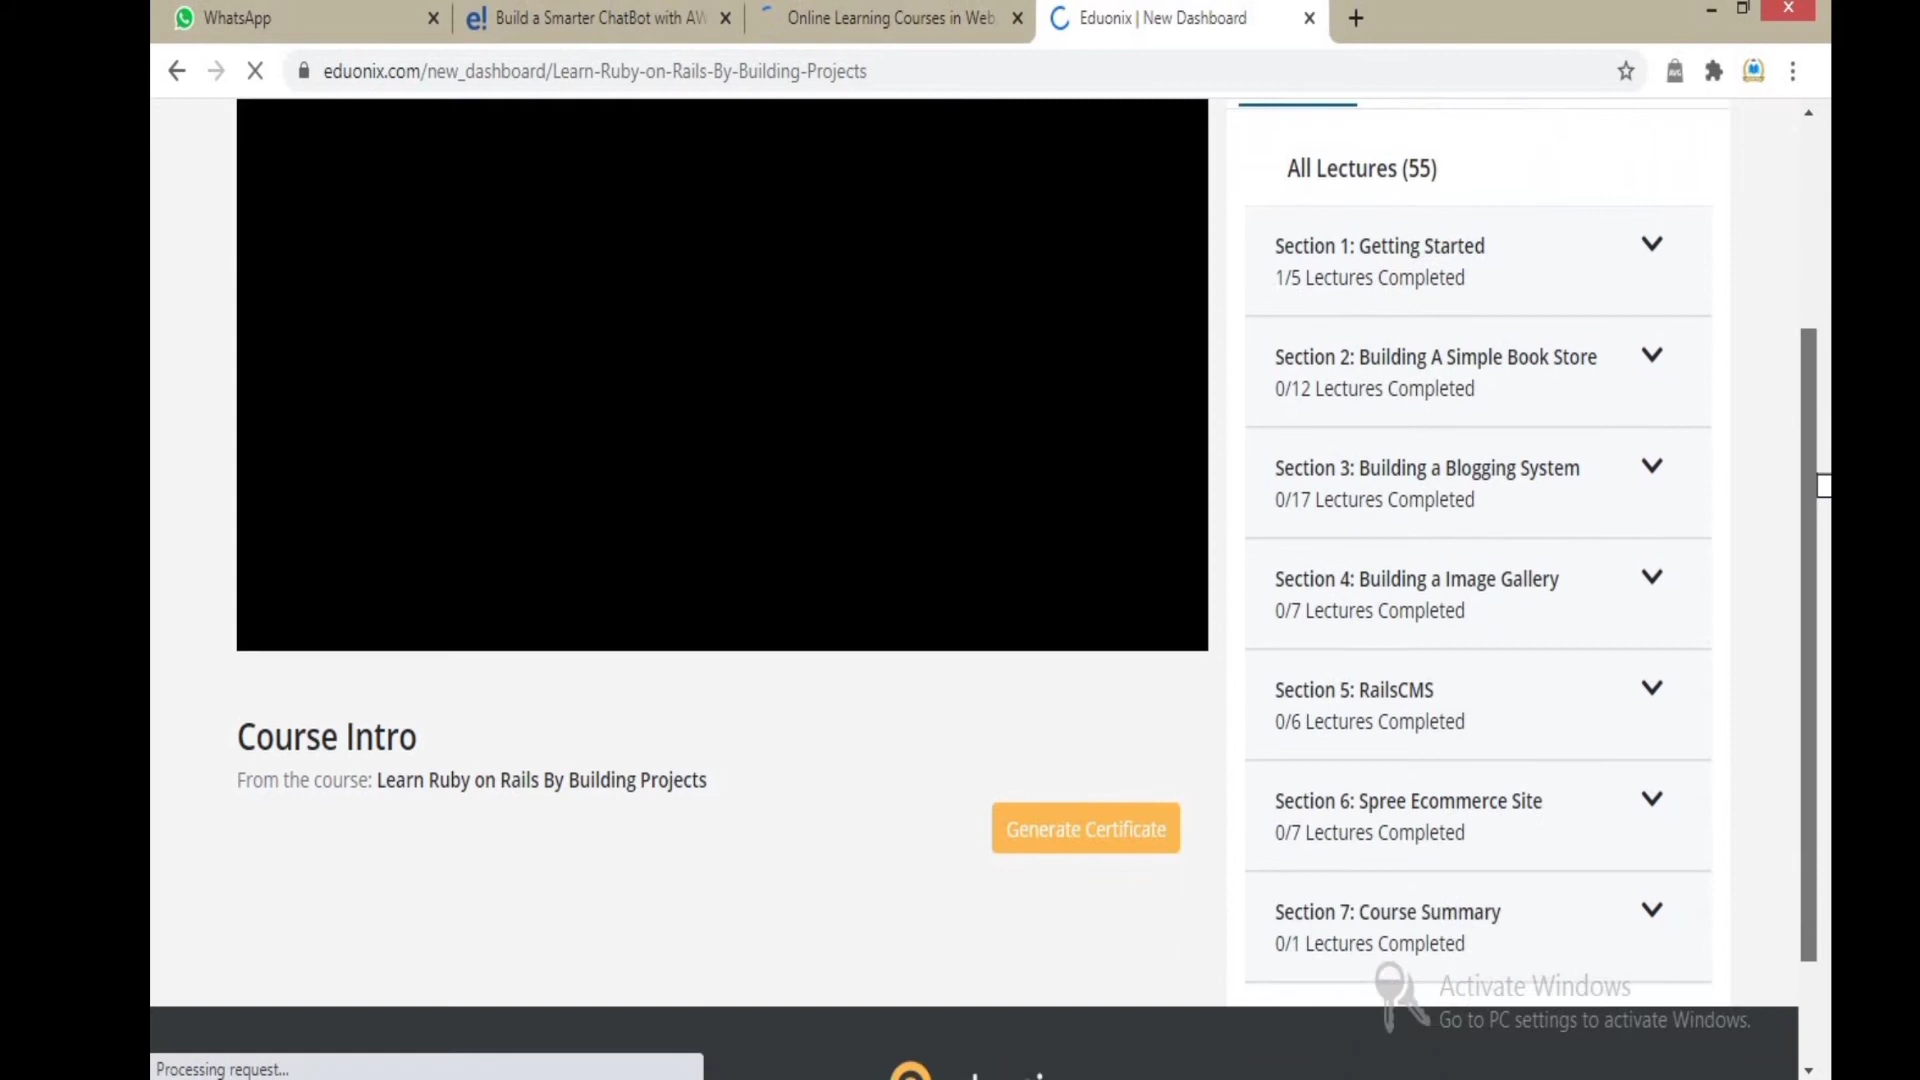 WhatsApp
Build a Smarter ChatBot with AW
Online Learning Courses in Web
Eduonix | New Dashboard
eduonix.com/new_dashboard/Learn-Ruby-on-Rails-By-Building-Projects
All Lectures (55)
Section 1: Getting Started
1/5 Lectures Completed
Section 2: Building A Simple Book Store
0/12 Lectures Completed
Section 3: Building a Blogging System
0/17 Lectures Completed
Section 4: Building a Image Gallery
0/7 Lectures Completed
Section 5: RailsCMS
0/6 Lectures Completed
Section 6: Spree Ecommerce Site
0/7 Lectures Completed
Section 7: Course Summary
0/1 Lectures Completed
Course Intro
From the course: Learn Ruby on Rails By Building Projects
Generate Certificate
Activate Windows
Go to PC settings to activate Windows.
Processing request...